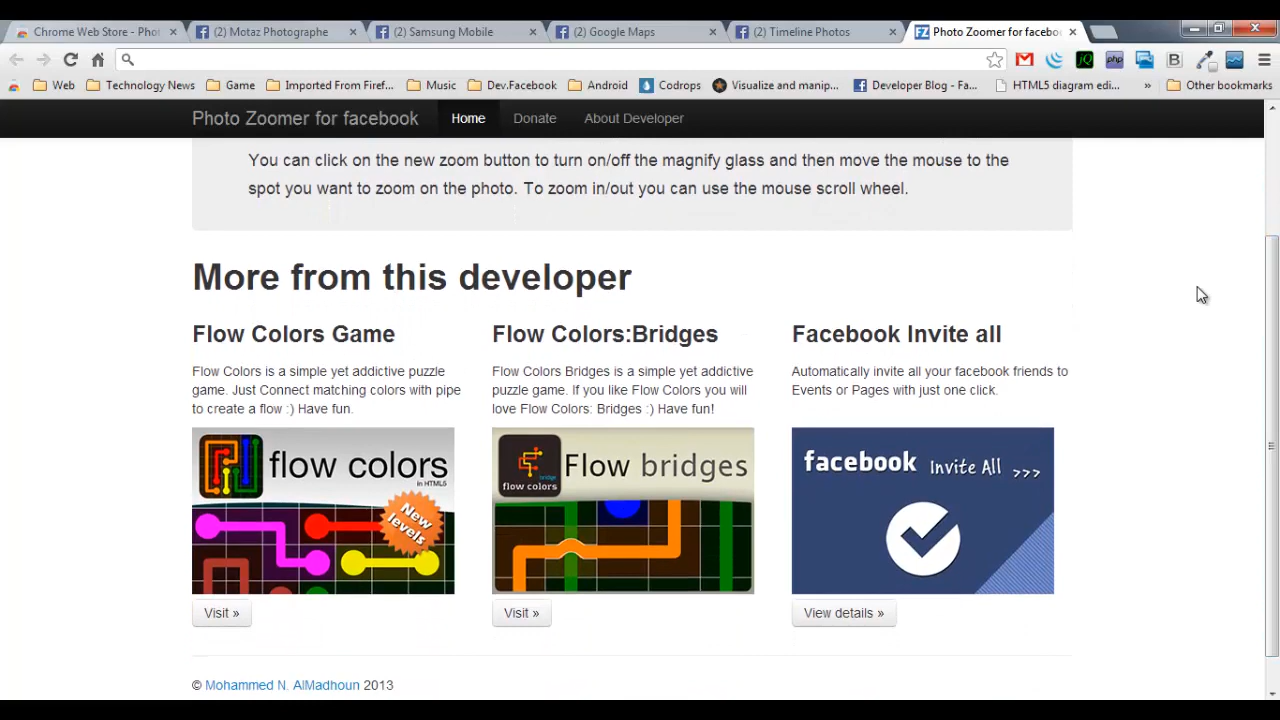 Chrome Web Store - Pho
(2) Motaz Photographe
(2) Samsung Mobile
(2) Google Maps
(2) Timeline Photos
FZ Photo Zoomer for facebo
Web
Technology News
Game
Imported From Firef...
Music
Dev.Facebook
Android
Codrops
Visualize and manip...
Developer Blog - Fa...
HTML5 diagram edi...
»
Other bookmarks
Photo Zoomer for facebook
Home
Donate
About Developer
You can click on the new zoom button to turn on/off the magnify glass and then move the mouse to the
spot you want to zoom on the photo. To zoom in/out you can use the mouse scroll wheel.
More from this developer
Flow Colors Game
Flow Colors is a simple yet addictive puzzle
game. Just Connect matching colors with pipe
to create a flow :) Have fun.
flow colors
in HTML5
New
levels
Visit »
Flow Colors:Bridges
Flow Colors Bridges is a simple yet addictive
puzzle game. If you like Flow Colors you will
love Flow Colors: Bridges :) Have fun!
bridge
flow colors
Flow bridges
Visit »
Facebook Invite all
Automatically invite all your facebook friends to
Events or Pages with just one click.
facebook Invite All >>>
View details »
© Mohammed N. AlMadhoun 2013